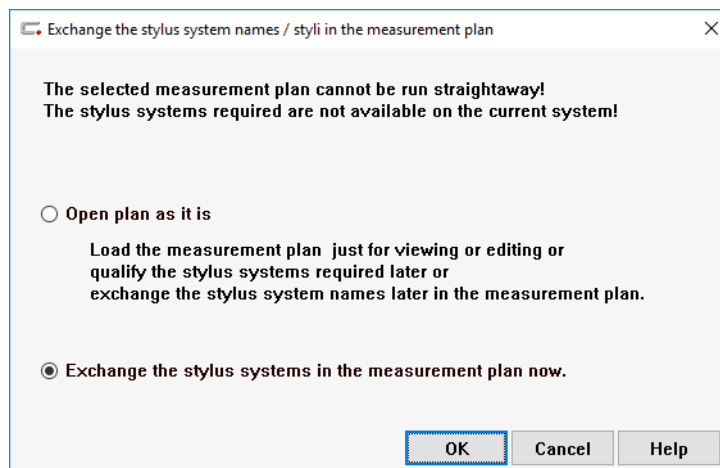 Exchange the stylus system names / styli in the measurement plan
The selected measurement plan cannot be run straightaway!
The stylus systems required are not available on the current system!
Open plan as it is
Load the measurement plan  just for viewing or editing or
qualify the stylus systems required later or
exchange the stylus system names later in the measurement plan.
Exchange the stylus systems in the measurement plan now.
OK Cancel Help